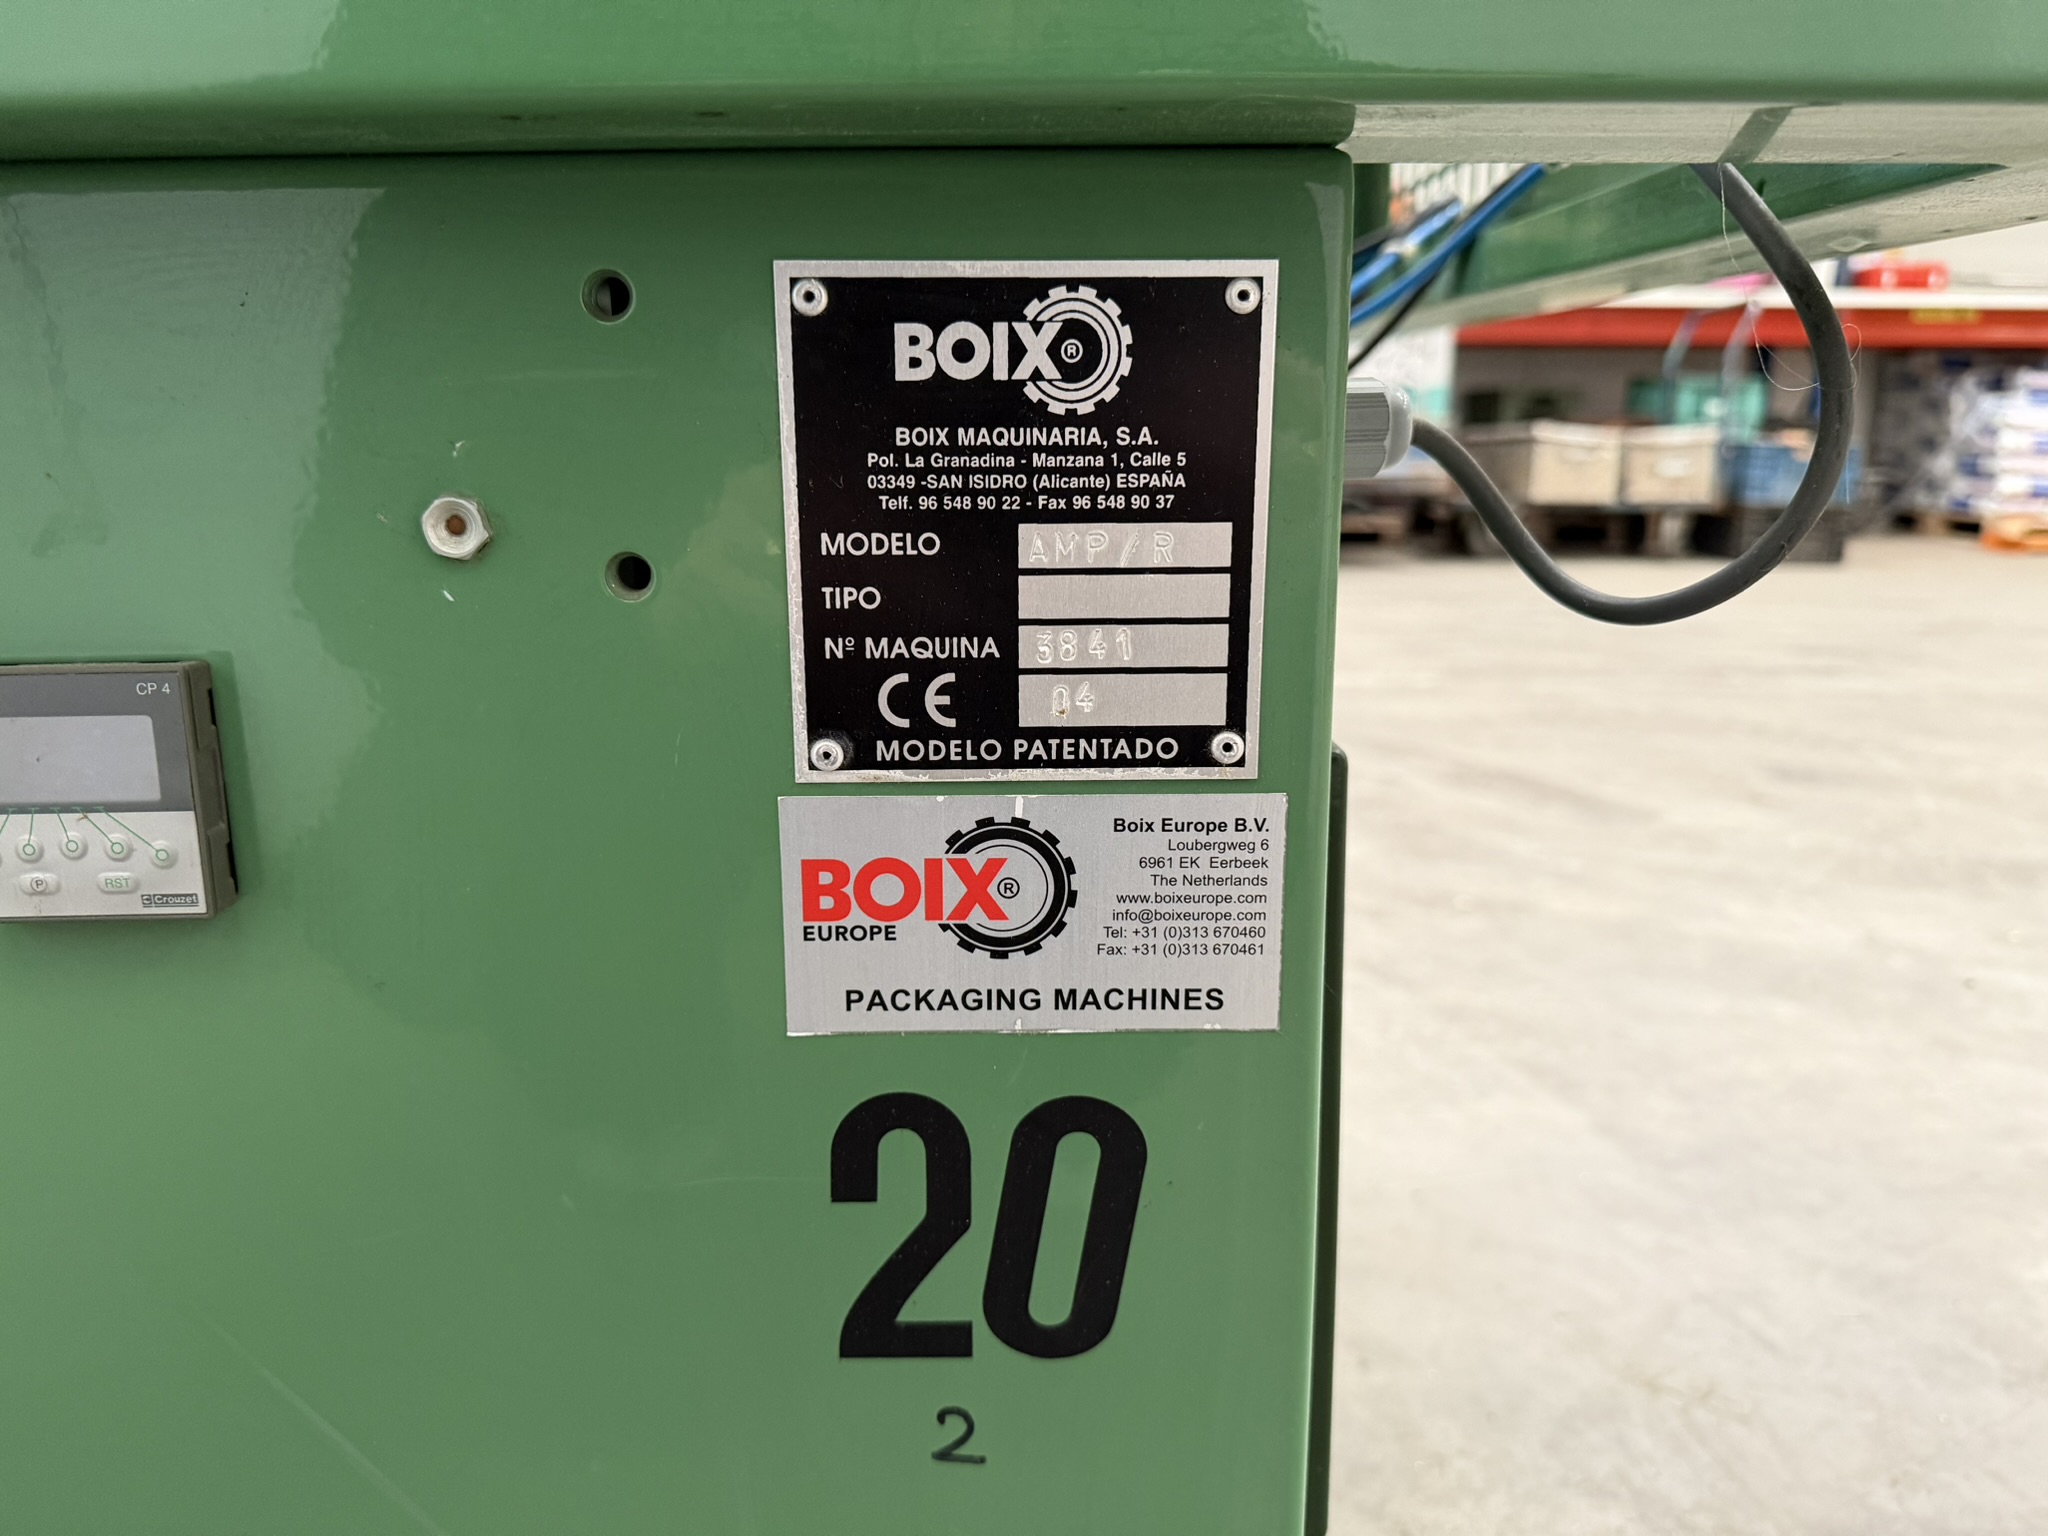 BOIX ®
BOIX MAQUINARIA, S.A.
Pol. La Granadina - Manzana 1, Calle 5
03349 -SAN ISIDRO (Alicante) ESPAÑA
Telf. 96 548 90 22 - Fax 96 548 90 37
MODELO AMP/R
TIPO
Nº MAQUINA 3841
CE 04
MODELO PATENTADO
CP 4
P RST
Crouzet
BOIX ®
EUROPE
Boix Europe B.V.
Loubergweg 6
6961 EK Eerbeek
The Netherlands
www.boixeurope.com
info@boixeurope.com
Tel: +31 (0)313 670460
Fax: +31 (0)313 670461
PACKAGING MACHINES
20
2